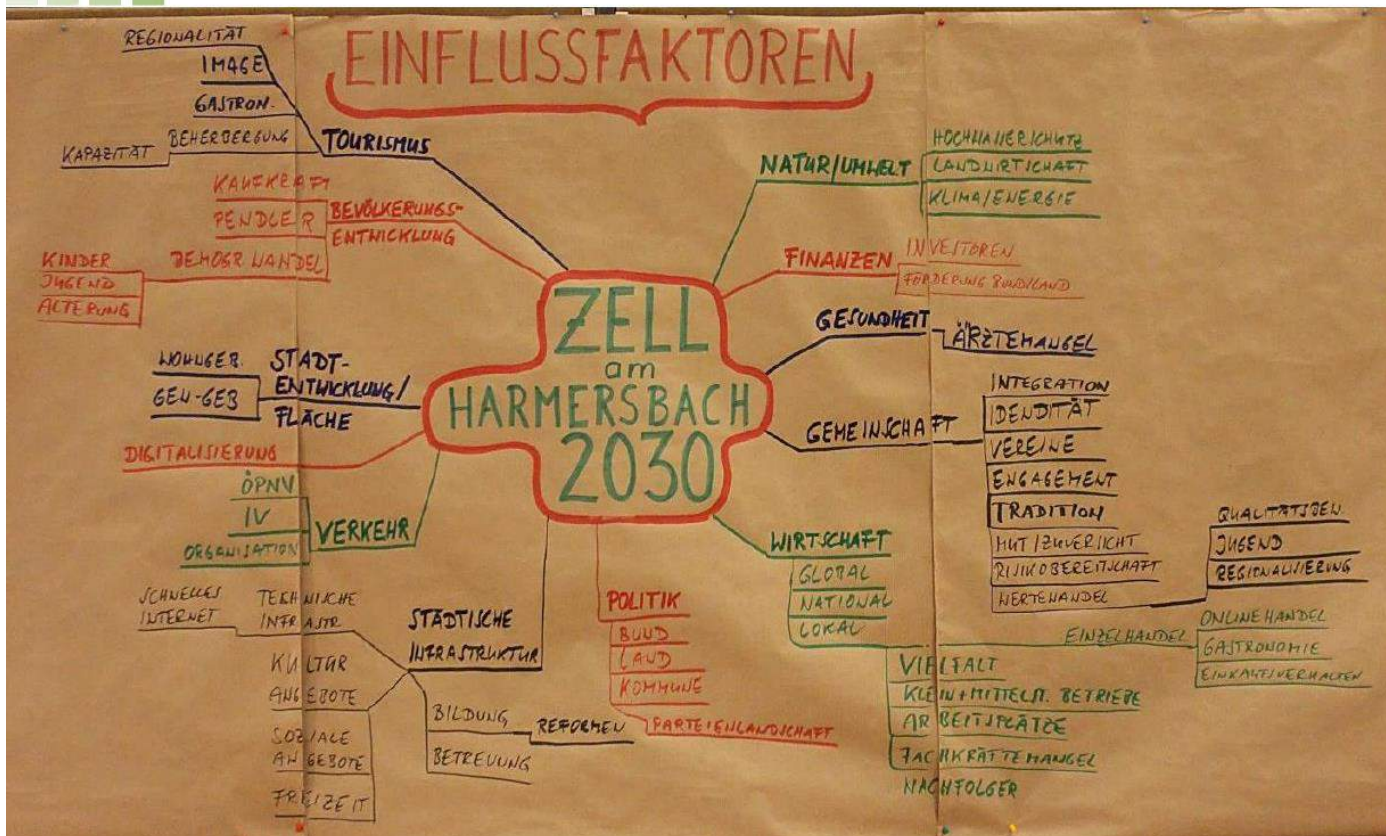 EINFLUSSFAKTOREN
ZELL
am
HARMERSBACH
2030
TOURISMUS
REGIONALITÄT
IMAGE
GASTRON.
BEHERBERGUNG
KAPAZITÄT
BEVÖLKERUNGS-
ENTWICKLUNG
KAUFKRAFT
PENDLER
DEMOGR. WANDEL
KINDER
JUGEND
ALTERUNG
STADT-
ENTWICKLUNG/
FLÄCHE
WOHNGEB.
GEW-GEB
DIGITALISIERUNG
VERKEHR
ÖPNV
IV
ORGANISATION
STÄDTISCHE
INFRASTRUKTUR
TECHNISCHE
INFRASTR.
SCHNELLES
INTERNET
KULTUR
ANGEBOTE
SOZIALE
ANGEBOTE
FREIZEIT
BILDUNG
REFORMEN
BETREUUNG
POLITIK
BUND
LAND
KOMMUNE
PARTEIENLANDSCHAFT
WIRTSCHAFT
GLOBAL
NATIONAL
LOKAL
EINZELHANDEL
ONLINEHANDEL
GASTRONOMIE
EINKAUFSVERHALTEN
VIELFALT
KLEIN+MITTELST. BETRIEBE
ARBEITSPLÄTZE
FACHKRÄFTEMANGEL
NACHFOLGER
GEMEINSCHAFT
INTEGRATION
IDENDITÄT
VEREINE
ENGAGEMENT
TRADITION
MUT/ZUVERSICHT
RISIKOBEREITSCHAFT
WERTEWANDEL
QUALITÄTSBEW.
JUGEND
REGIONALISIERUNG
GESUNDHEIT
ÄRZTEMANGEL
FINANZEN
INVESTOREN
FÖRDERUNG BUND/LAND
NATUR/UMWELT
HOCHWASSERSCHUTZ
LANDWIRTSCHAFT
KLIMA/ENERGIE